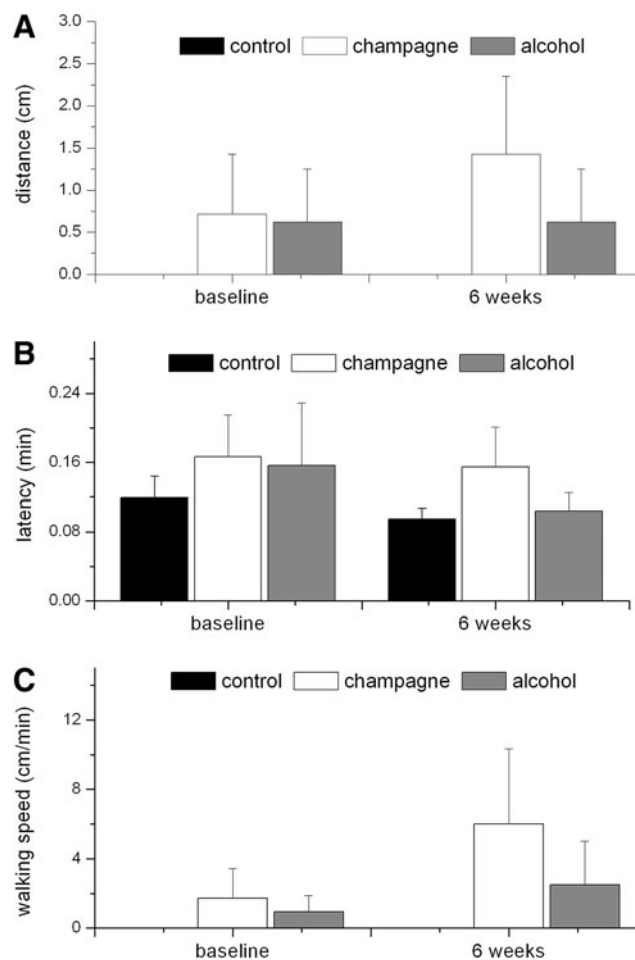 A
control champagne alcohol
distance (cm)
3.0
2.5
2.0
1.5
1.0
0.5
0.0
baseline 6 weeks
B
control champagne alcohol
latency (min)
0.24
0.16
0.08
0.00
baseline 6 weeks
C
control champagne alcohol
walking speed (cm/min)
12
8
4
0
baseline 6 weeks